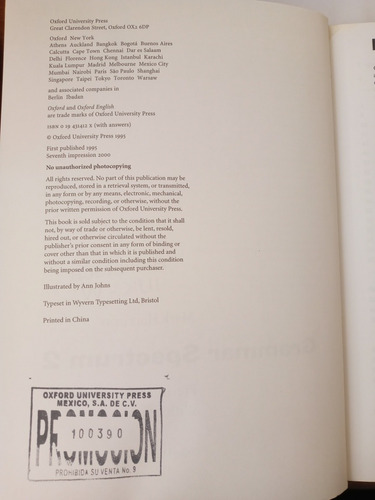 Oxford University Press
Great Clarendon Street, Oxford OX2 6DP
Oxford New York
Athens Auckland Bangkok Bogotá Buenos Aires
Calcutta Cape Town Chennai Dar es Salaam
Delhi Florence Hong Kong Istanbul Karachi
Kuala Lumpur Madrid Melbourne Mexico City
Mumbai Nairobi Paris São Paulo Shanghai
Singapore Taipei Tokyo Toronto Warsaw
and associated companies in
Berlin Ibadan
Oxford and Oxford English
are trade marks of Oxford University Press
ISBN 0 19 431412 X (with answers)
© Oxford University Press 1995
First published 1995
Seventh impression 2000
No unauthorized photocopying
All rights reserved. No part of this publication may be
reproduced, stored in a retrieval system, or transmitted,
in any form or by any means, electronic, mechanical,
photocopying, recording, or otherwise, without the
prior written permission of Oxford University Press.
This book is sold subject to the condition that it shall
not, by way of trade or otherwise, be lent, resold,
hired out, or otherwise circulated without the
publisher's prior consent in any form of binding or
cover other than that in which it is published and
without a similar condition including this condition
being imposed on the subsequent purchaser.
Illustrated by Ann Johns
Typeset in Wyvern Typesetting Ltd, Bristol
Printed in China
Grammar Spectrum 2
OXFORD UNIVERSITY PRESS
MEXICO, S.A. DE C.V.
PROMOCION
100390
PROHIBIDA SU VENTA No. 9